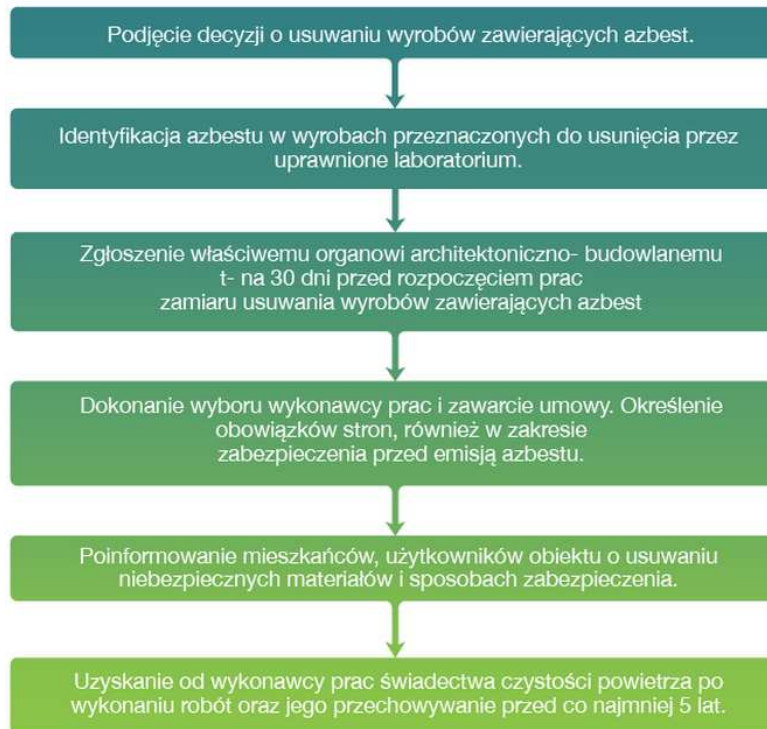 Podjęcie decyzji o usuwaniu wyrobów zawierających azbest.
Identyfikacja azbestu w wyrobach przeznaczonych do usunięcia przez
uprawnione laboratorium.
Zgłoszenie właściwemu organowi architektoniczno- budowlanemu
t- na 30 dni przed rozpoczęciem prac
zamiaru usuwania wyrobów zawierających azbest
Dokonanie wyboru wykonawcy prac i zawarcie umowy. Określenie
obowiązków stron, również w zakresie
zabezpieczenia przed emisją azbestu.
Poinformowanie mieszkańców, użytkowników obiektu o usuwaniu
niebezpiecznych materiałów i sposobach zabezpieczenia.
Uzyskanie od wykonawcy prac świadectwa czystości powietrza po
wykonaniu robót oraz jego przechowywanie przed co najmniej 5 lat.